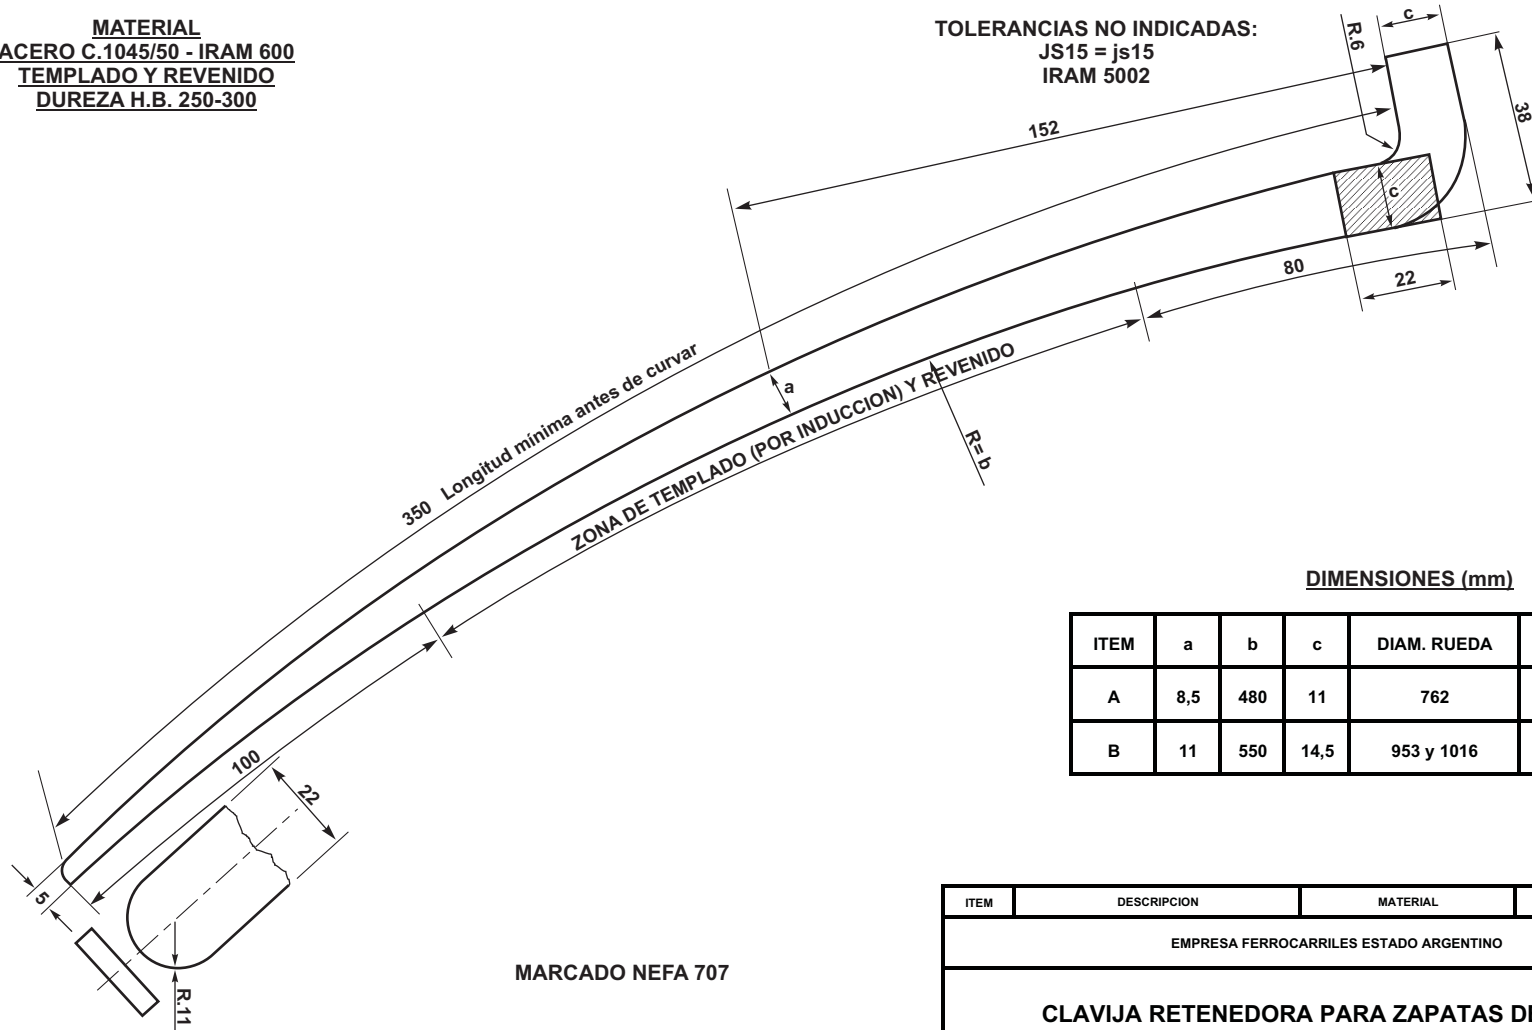 MATERIAL
ACERO C.1045/50 - IRAM 600
TEMPLADO Y REVENIDO
DUREZA H.B. 250-300
TOLERANCIAS NO INDICADAS:
JS15 = js15
IRAM 5002
c
R.6
38
152
c
80
22
350 Longitud mínima antes de curvar
a
ZONA DE TEMPLADO (POR INDUCCION) Y REVENIDO
R= b
100
22
5
R.11
DIMENSIONES (mm)
ITEM a b c DIAM. RUEDA
A 8,5 480 11 762
B 11 550 14,5 953 y 1016
MARCADO NEFA 707
ITEM DESCRIPCION MATERIAL
EMPRESA FERROCARRILES ESTADO ARGENTINO
CLAVIJA RETENEDORA PARA ZAPATAS